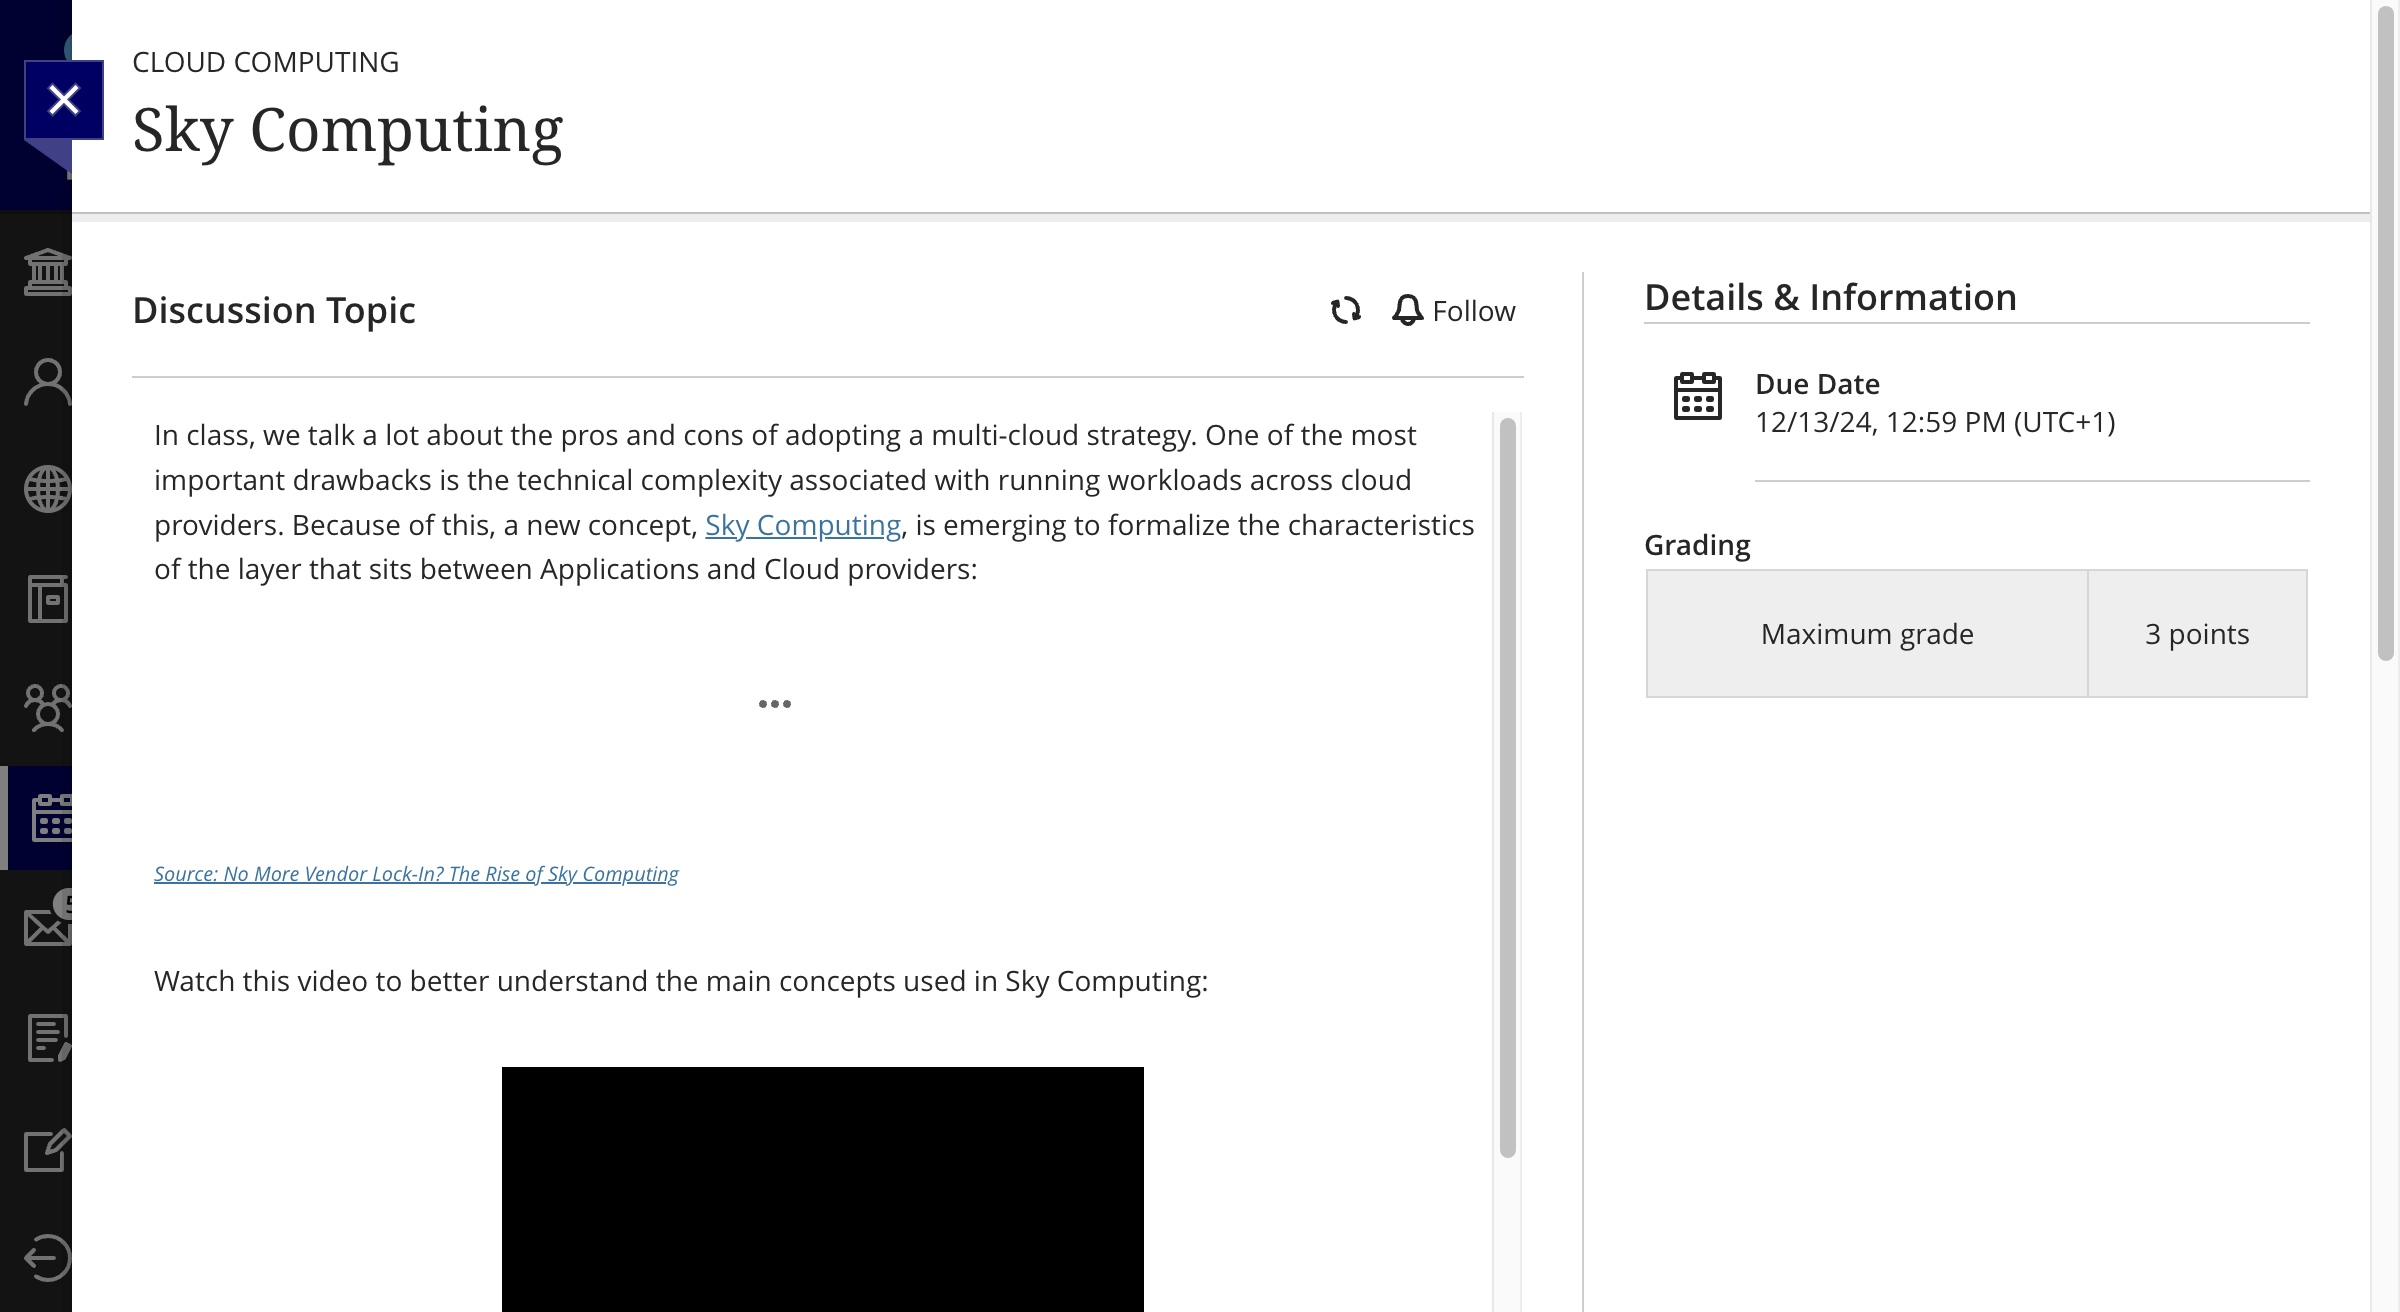 CLOUD COMPUTING
Sky Computing
Discussion Topic
Follow
In class, we talk a lot about the pros and cons of adopting a multi-cloud strategy. One of the most
important drawbacks is the technical complexity associated with running workloads across cloud
providers. Because of this, a new concept, Sky Computing, is emerging to formalize the characteristics
of the layer that sits between Applications and Cloud providers:
Source: No More Vendor Lock-In? The Rise of Sky Computing
Watch this video to better understand the main concepts used in Sky Computing:
Details & Information
Due Date
12/13/24, 12:59 PM (UTC+1)
Grading
Maximum grade
3 points